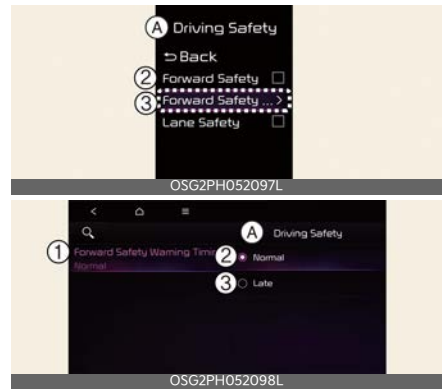 A Driving Safety
Back
2 Forward Safety
3 Forward Safety ... >
Lane Safety
OSG2PH052097L
A Driving Safety
1 Forward Safety Warning Timi
Normal
2 Normal
3 Late
OSG2PH052098L